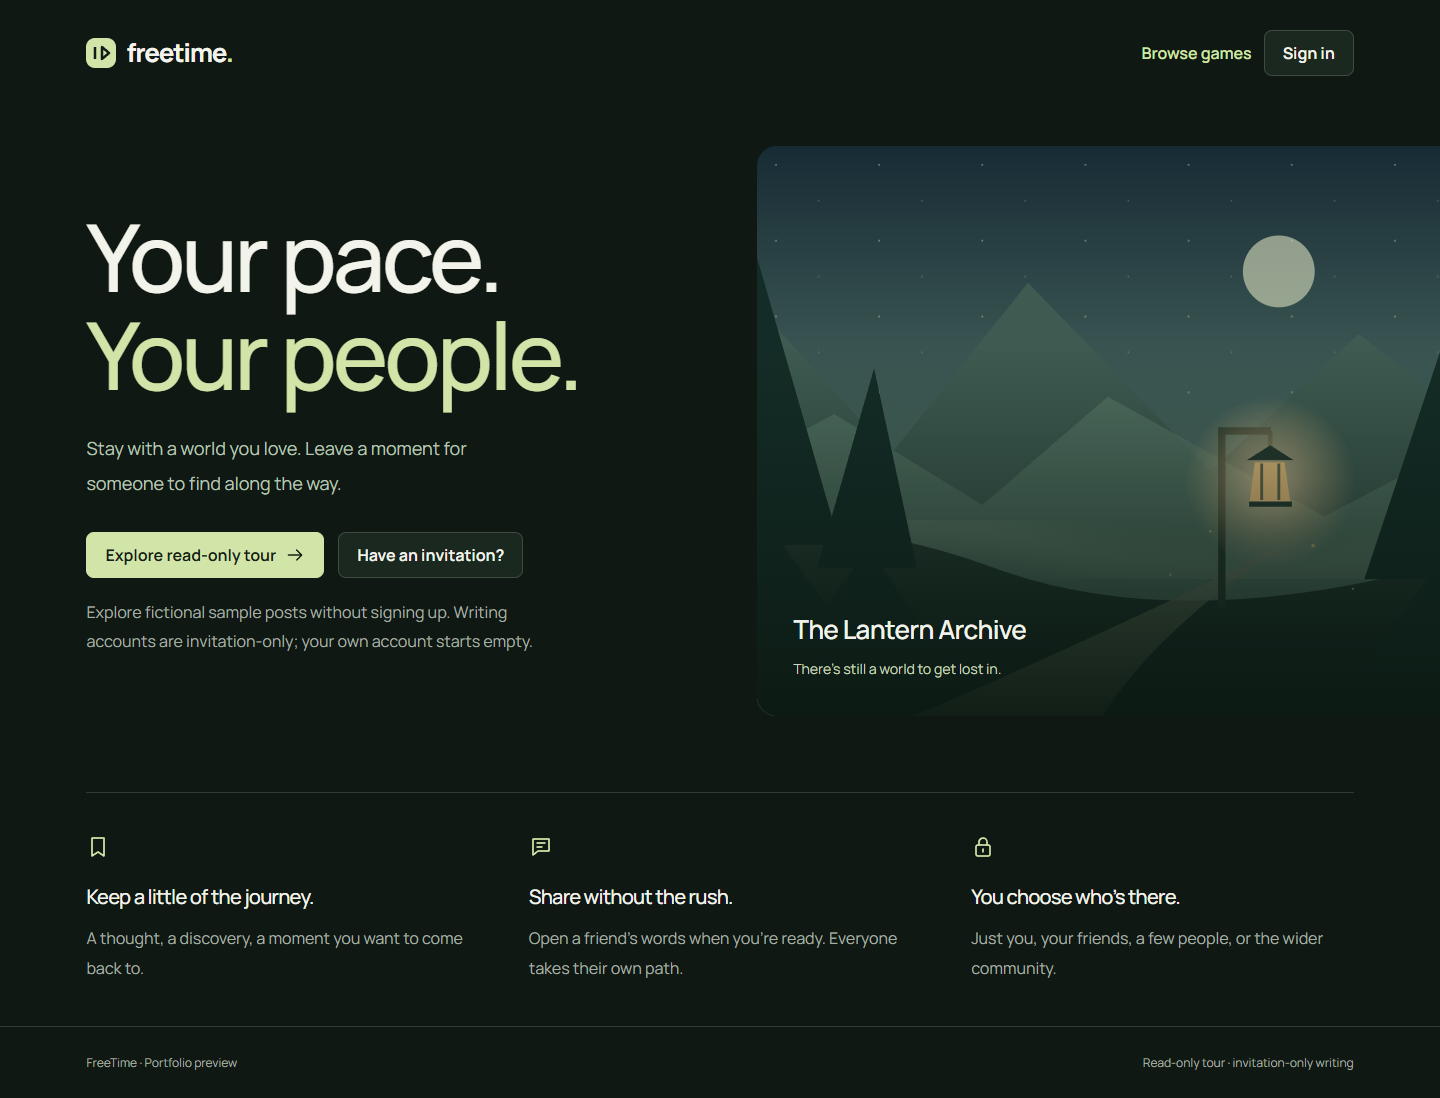 freetime.
Browse games
Sign in
Your pace.
Your people.
Stay with a world you love. Leave a moment for
someone to find along the way.
Explore read-only tour
Have an invitation?
Explore fictional sample posts without signing up. Writing
accounts are invitation-only; your own account starts empty.
The Lantern Archive
There's still a world to get lost in.
Keep a little of the journey.
A thought, a discovery, a moment you want to come
back to.
Share without the rush.
Open a friend's words when you're ready. Everyone
takes their own path.
You choose who's there.
Just you, your friends, a few people, or the wider
community.
FreeTime · Portfolio preview
Read-only tour · invitation-only writing